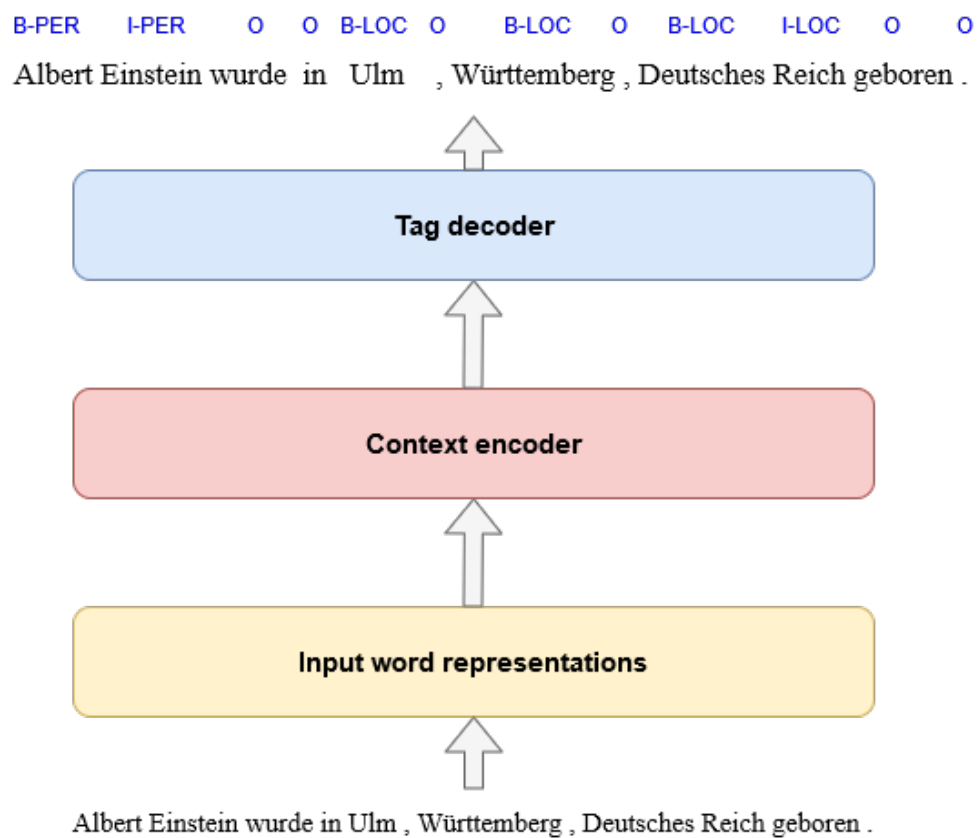 B-PER I-PER O O B-LOC O B-LOC O B-LOC I-LOC O O
Albert Einstein wurde in Ulm , Württemberg , Deutsches Reich geboren .
Tag decoder
Context encoder
Input word representations
Albert Einstein wurde in Ulm , Württemberg , Deutsches Reich geboren .